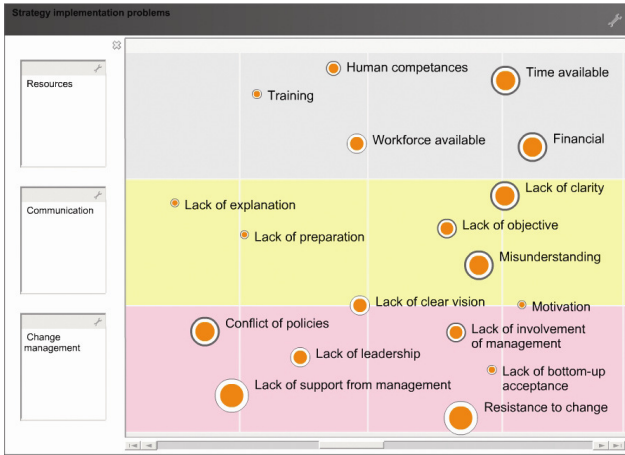 Strategy implementation problems
Resources
Human competances
Time available
Training
Workforce available
Financial
Communication
Lack of clarity
Lack of explanation
Lack of objective
Lack of preparation
Misunderstanding
Lack of clear vision
Motivation
Change
management
Conflict of policies
Lack of involvement
of management
Lack of leadership
Lack of bottom-up
acceptance
Lack of support from management
Resistance to change